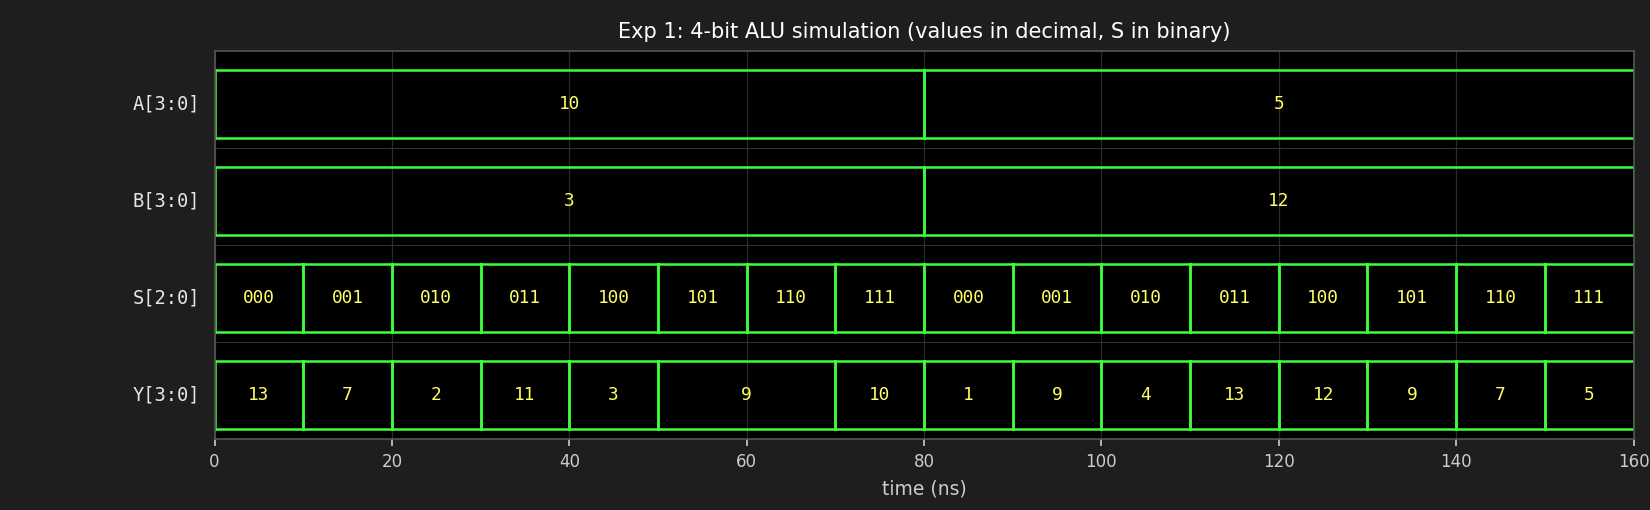 Exp 1: 4-bit ALU simulation (values in decimal, S in binary)
A[3:0] 10 5
B[3:0] 3 12
S[2:0] 000 001 010 011 100 101 110 111 000 001 010 011 100 101 110 111
Y[3:0] 13 7 2 11 3 9 10 1 9 4 13 12 9 7 5
0 20 40 60 80 100 120 140 160
time (ns)